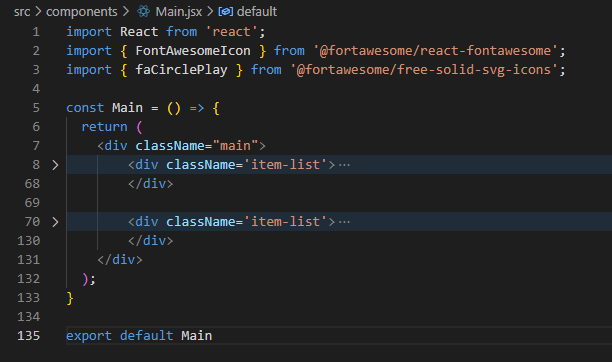 src > components > Main.jsx > default
1 import React from 'react';
2 import { FontAwesomeIcon } from '@fortawesome/react-fontawesome';
3 import { faCirclePlay } from '@fortawesome/free-solid-svg-icons';
4
5 const Main = () => {
6 return (
7 <div className="main">
8 > <div className='item-list'> ···
68 </div>
69
70 > <div className='item-list'> ···
130 </div>
131 </div>
132 );
133 }
134
135 export default Main